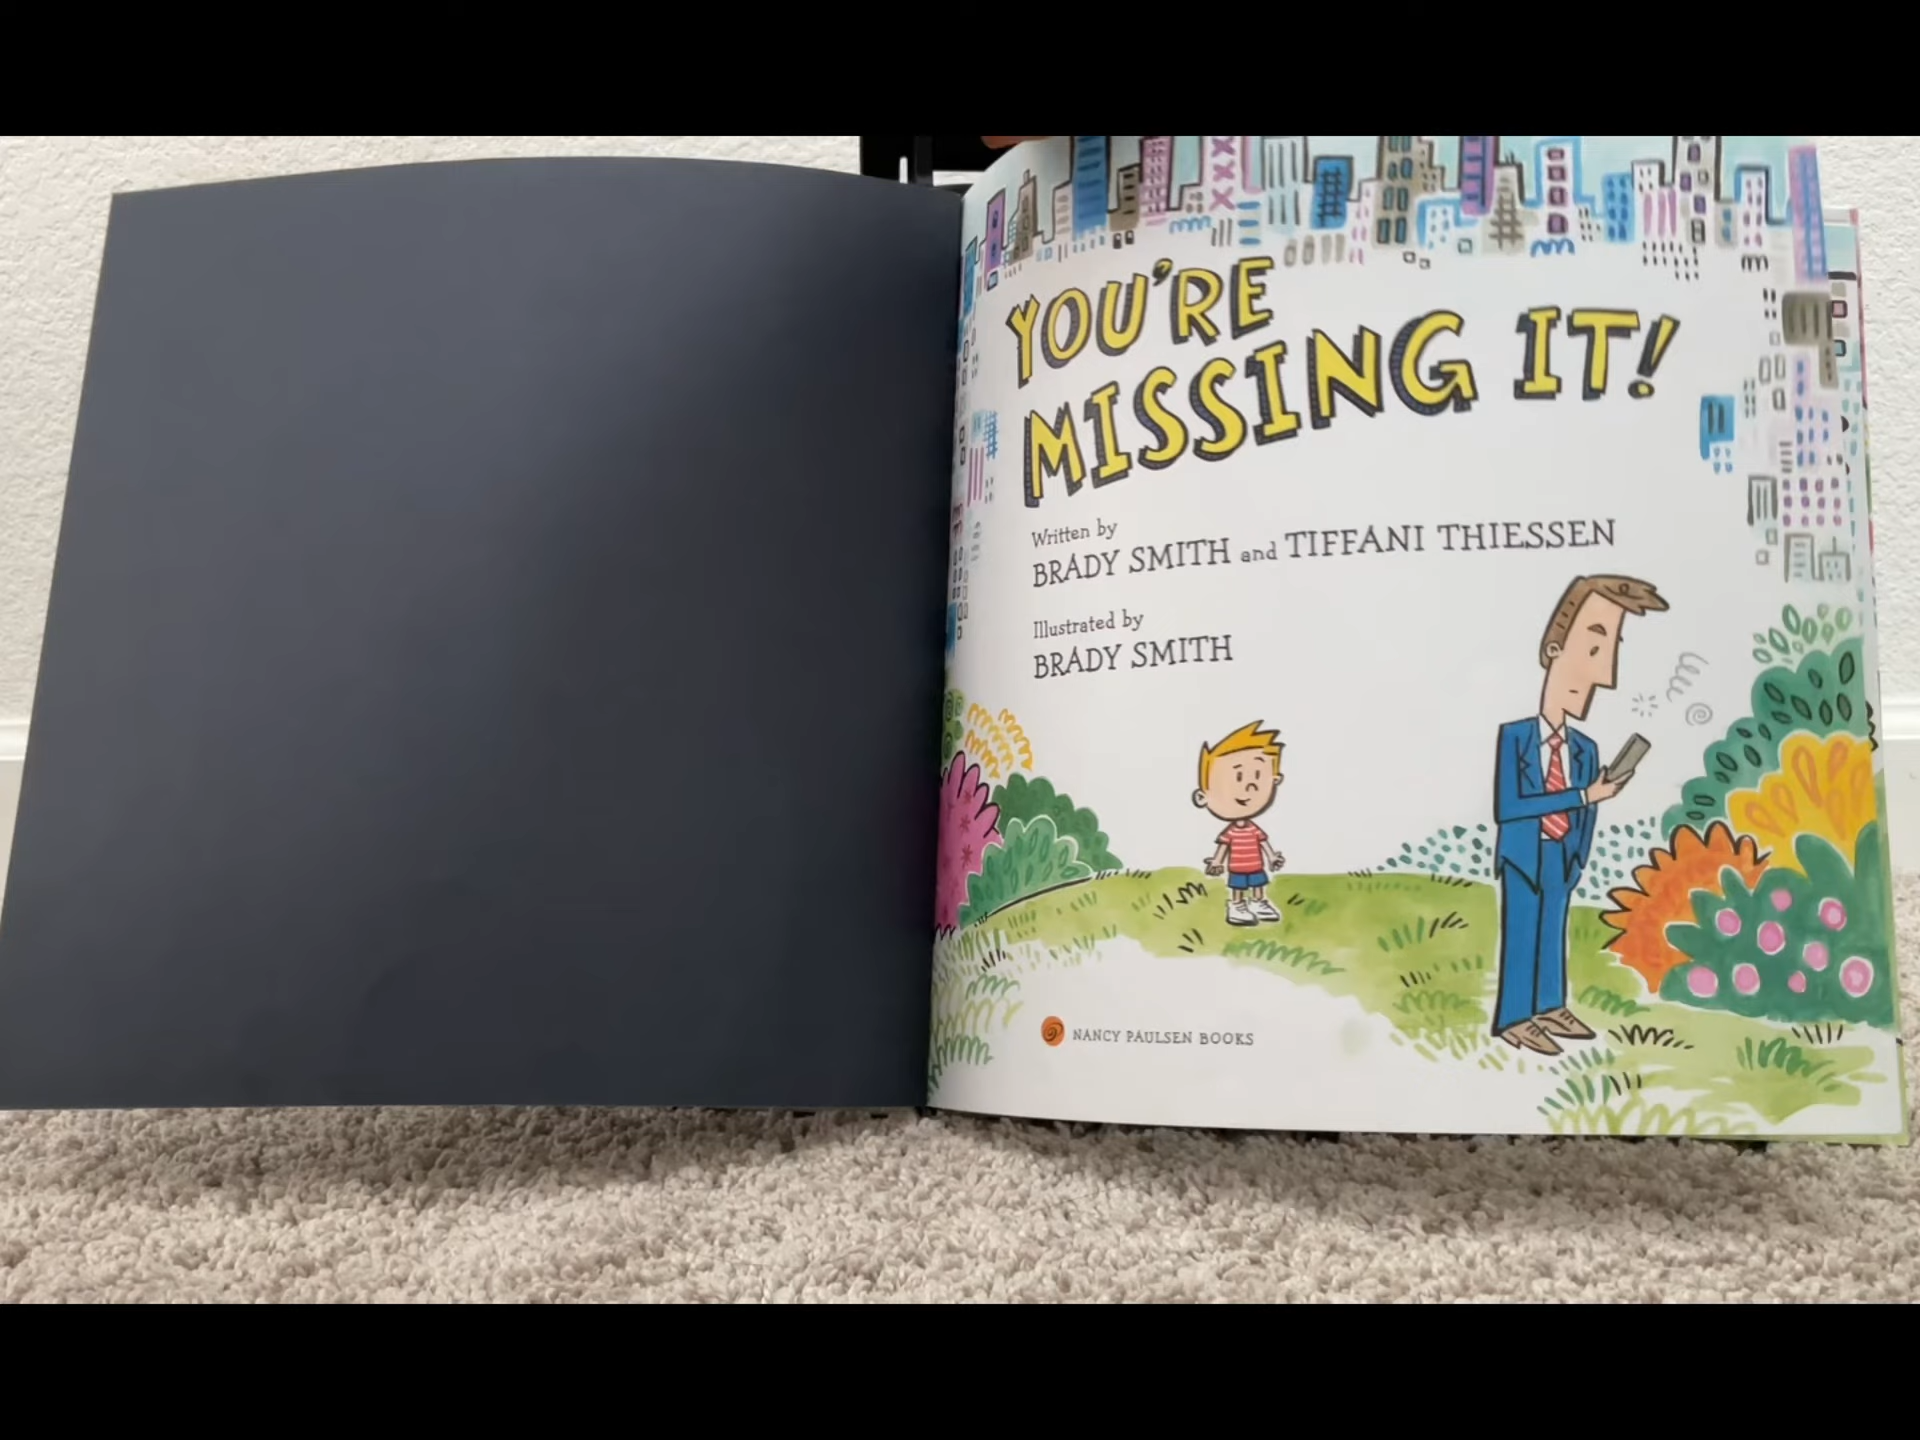 YOU'RE
MISSING IT!
Written by
BRADY SMITH and TIFFANI THIESSEN
Illustrated by
BRADY SMITH
NANCY PAULSEN BOOKS